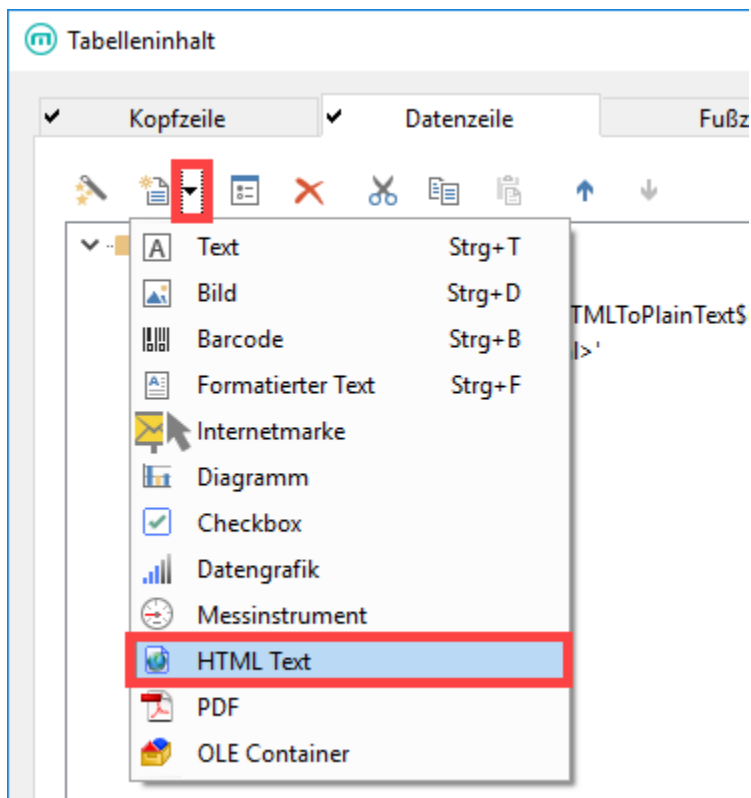 Tabelleninhalt
Kopfzeile Datenzeile Fußz
Text Strg+T
Bild Strg+D
TMLToPlainText$
Barcode Strg+B
l>'
Formatierter Text Strg+F
Internetmarke
Diagramm
Checkbox
Datengrafik
Messinstrument
HTML Text
PDF
OLE Container